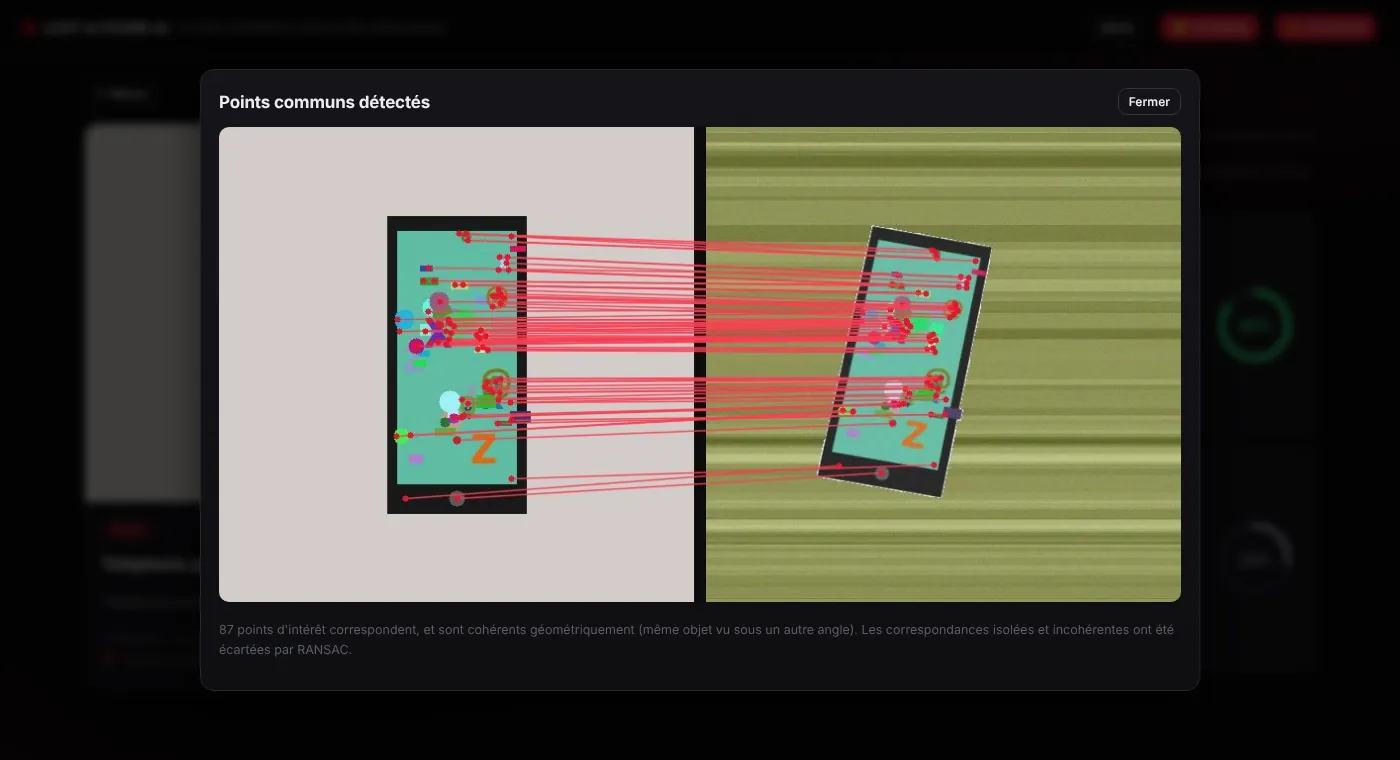 Points communs détectés
Fermer
Z
Z
87 points d'intérêt correspondent, et sont cohérents géométriquement (même objet vu sous un autre angle). Les correspondances isolées et incohérentes ont été
écartées par RANSAC.